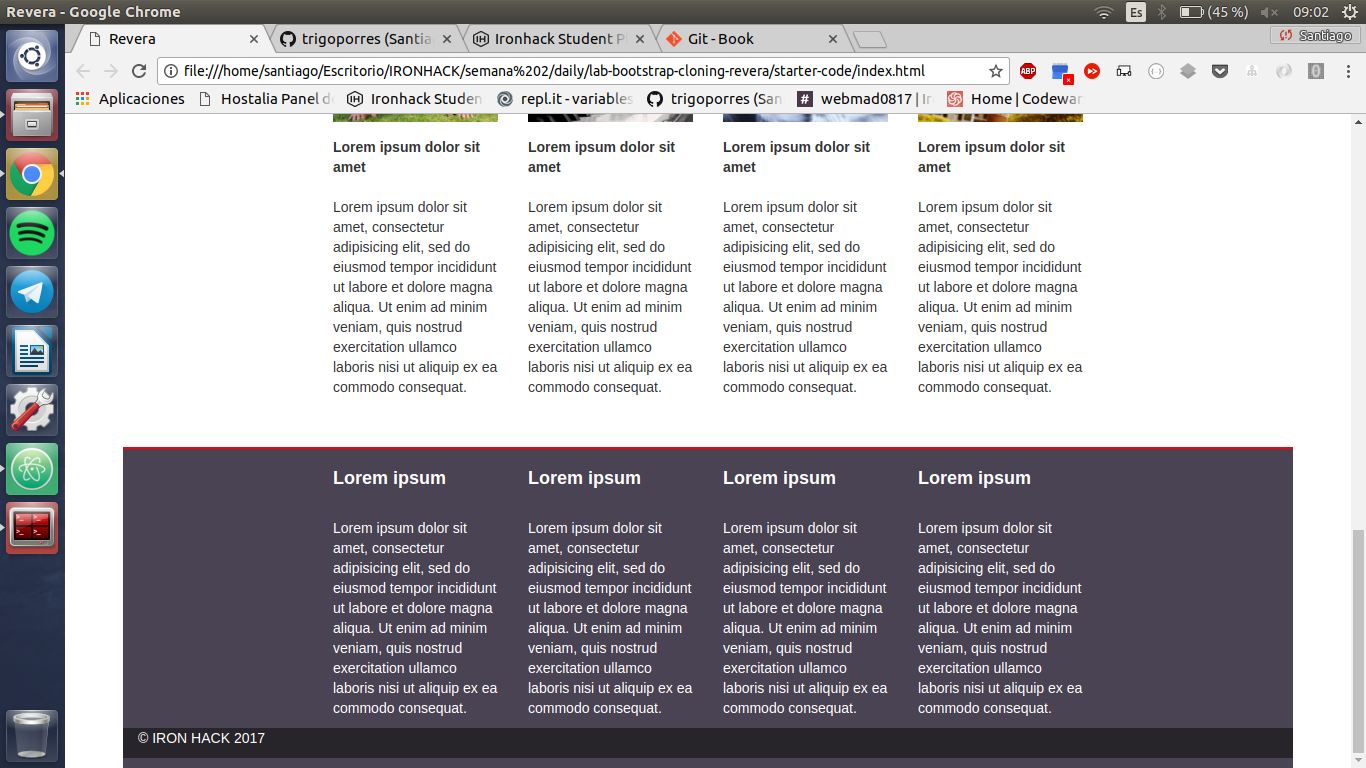 Revera - Google Chrome
Es
(45 %)
09:02
Revera
trigoporres (Santia
Ironhack Student P
Git - Book
Santiago
file:///home/santiago/Escritorio/IRONHACK/semana%202/daily/lab-bootstrap-cloning-revera/starter-code/index.html
ABP
Aplicaciones
Hostalia Panel de
Ironhack Studen
repl.it - variables
trigoporres (San
webmad0817 | Ir
Home | Codewar
Lorem ipsum dolor sit
amet
Lorem ipsum dolor sit
amet, consectetur
adipisicing elit, sed do
eiusmod tempor incididunt
ut labore et dolore magna
aliqua. Ut enim ad minim
veniam, quis nostrud
exercitation ullamco
laboris nisi ut aliquip ex ea
commodo consequat.
Lorem ipsum dolor sit
amet
Lorem ipsum dolor sit
amet, consectetur
adipisicing elit, sed do
eiusmod tempor incididunt
ut labore et dolore magna
aliqua. Ut enim ad minim
veniam, quis nostrud
exercitation ullamco
laboris nisi ut aliquip ex ea
commodo consequat.
Lorem ipsum dolor sit
amet
Lorem ipsum dolor sit
amet, consectetur
adipisicing elit, sed do
eiusmod tempor incididunt
ut labore et dolore magna
aliqua. Ut enim ad minim
veniam, quis nostrud
exercitation ullamco
laboris nisi ut aliquip ex ea
commodo consequat.
Lorem ipsum dolor sit
amet
Lorem ipsum dolor sit
amet, consectetur
adipisicing elit, sed do
eiusmod tempor incididunt
ut labore et dolore magna
aliqua. Ut enim ad minim
veniam, quis nostrud
exercitation ullamco
laboris nisi ut aliquip ex ea
commodo consequat.
Lorem ipsum
Lorem ipsum dolor sit
amet, consectetur
adipisicing elit, sed do
eiusmod tempor incididunt
ut labore et dolore magna
aliqua. Ut enim ad minim
veniam, quis nostrud
exercitation ullamco
laboris nisi ut aliquip ex ea
commodo consequat.
Lorem ipsum
Lorem ipsum dolor sit
amet, consectetur
adipisicing elit, sed do
eiusmod tempor incididunt
ut labore et dolore magna
aliqua. Ut enim ad minim
veniam, quis nostrud
exercitation ullamco
laboris nisi ut aliquip ex ea
commodo consequat.
Lorem ipsum
Lorem ipsum dolor sit
amet, consectetur
adipisicing elit, sed do
eiusmod tempor incididunt
ut labore et dolore magna
aliqua. Ut enim ad minim
veniam, quis nostrud
exercitation ullamco
laboris nisi ut aliquip ex ea
commodo consequat.
Lorem ipsum
Lorem ipsum dolor sit
amet, consectetur
adipisicing elit, sed do
eiusmod tempor incididunt
ut labore et dolore magna
aliqua. Ut enim ad minim
veniam, quis nostrud
exercitation ullamco
laboris nisi ut aliquip ex ea
commodo consequat.
© IRON HACK 2017